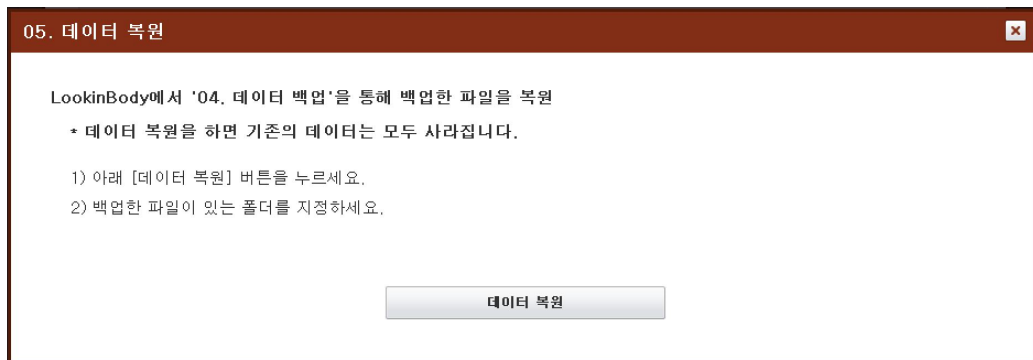 05. 데이터 복원
LookinBody에서 '04. 데이터 백업'을 통해 백업한 파일을 복원
* 데이터 복원을 하면 기존의 데이터는 모두 사라집니다.
1) 아래 [데이터 복원] 버튼을 누르세요.
2) 백업한 파일이 있는 폴더를 지정하세요.
데이터 복원